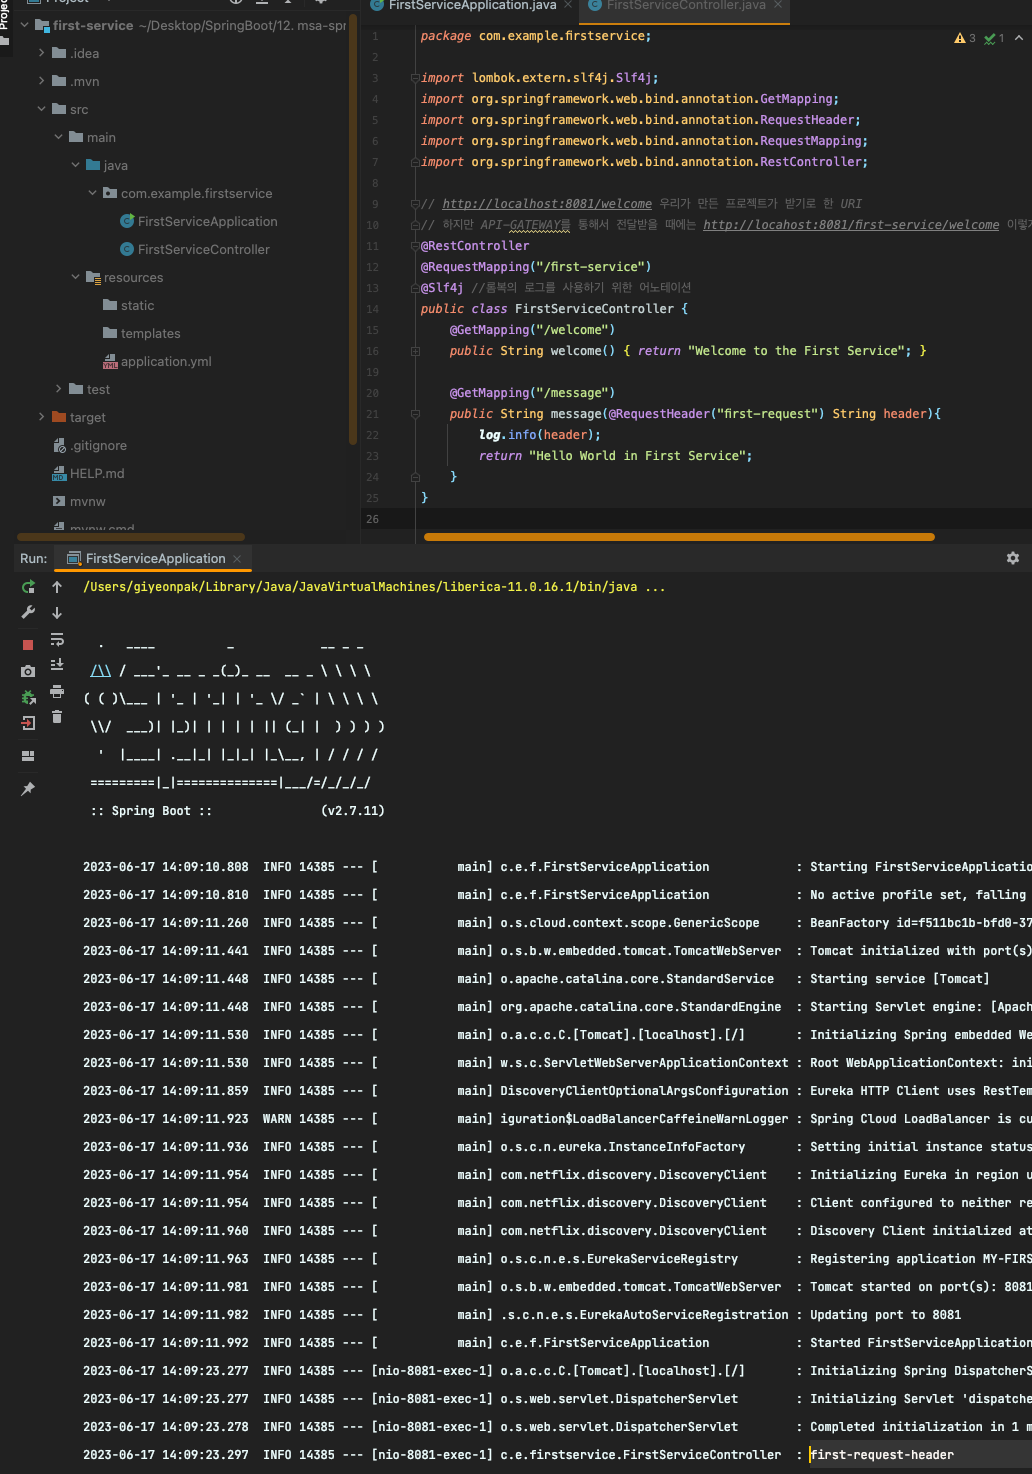 Project
FirstServiceApplication.java
FirstServiceController.java
first-service ~/Desktop/SpringBoot/12. msa-spr
.idea
.mvn
src
main
java
com.example.firstservice
FirstServiceApplication
FirstServiceController
resources
static
templates
application.yml
test
target
.gitignore
HELP.md
mvnw
mvnw.cmd
3 1
1 package com.example.firstservice;
2
3 import lombok.extern.slf4j.Slf4j;
4 import org.springframework.web.bind.annotation.GetMapping;
5 import org.springframework.web.bind.annotation.RequestHeader;
6 import org.springframework.web.bind.annotation.RequestMapping;
7 import org.springframework.web.bind.annotation.RestController;
8
9 // http://localhost:8081/welcome 우리가 만든 프로젝트가 받기로 한 URI
10 // 하지만 API-GATEWAY를 통해서 전달받을 때에는 http://locahost:8081/first-service/welcome 이렇게
11 @RestController
12 @RequestMapping("/first-service")
13 @Slf4j //롬복의 로그를 사용하기 위한 어노테이션
14 public class FirstServiceController {
15 @GetMapping("/welcome")
16 public String welcome() { return "Welcome to the First Service"; }
19
20 @GetMapping("/message")
21 public String message(@RequestHeader("first-request") String header){
22 log.info(header);
23 return "Hello World in First Service";
24 }
25 }
26
Run: FirstServiceApplication
/Users/giyeonpak/Library/Java/JavaVirtualMachines/liberica-11.0.16.1/bin/java ...
  .   ____          _            __ _ _
 /\\ / ___'_ __ _ _(_)_ __  __ _ \ \ \ \
( ( )\___ | '_ | '_| | '_ \/ _` | \ \ \ \
 \\/  ___)| |_)| | | | | || (_| |  ) ) ) )
  '  |____| .__|_| |_|_| |_\__, | / / / /
 =========|_|==============|___/=/_/_/_/
 :: Spring Boot ::               (v2.7.11)
2023-06-17 14:09:10.808 INFO 14385 --- [ main] c.e.f.FirstServiceApplication : Starting FirstServiceApplicatio
2023-06-17 14:09:10.810 INFO 14385 --- [ main] c.e.f.FirstServiceApplication : No active profile set, falling
2023-06-17 14:09:11.260 INFO 14385 --- [ main] o.s.cloud.context.scope.GenericScope : BeanFactory id=f511bc1b-bfd0-37
2023-06-17 14:09:11.441 INFO 14385 --- [ main] o.s.b.w.embedded.tomcat.TomcatWebServer : Tomcat initialized with port(s)
2023-06-17 14:09:11.448 INFO 14385 --- [ main] o.apache.catalina.core.StandardService : Starting service [Tomcat]
2023-06-17 14:09:11.448 INFO 14385 --- [ main] org.apache.catalina.core.StandardEngine : Starting Servlet engine: [Apach
2023-06-17 14:09:11.530 INFO 14385 --- [ main] o.a.c.c.C.[Tomcat].[localhost].[/] : Initializing Spring embedded We
2023-06-17 14:09:11.530 INFO 14385 --- [ main] w.s.c.ServletWebServerApplicationContext : Root WebApplicationContext: ini
2023-06-17 14:09:11.859 INFO 14385 --- [ main] DiscoveryClientOptionalArgsConfiguration : Eureka HTTP Client uses RestTem
2023-06-17 14:09:11.923 WARN 14385 --- [ main] iguration$LoadBalancerCaffeineWarnLogger : Spring Cloud LoadBalancer is cu
2023-06-17 14:09:11.936 INFO 14385 --- [ main] o.s.c.n.eureka.InstanceInfoFactory : Setting initial instance status
2023-06-17 14:09:11.954 INFO 14385 --- [ main] com.netflix.discovery.DiscoveryClient : Initializing Eureka in region u
2023-06-17 14:09:11.954 INFO 14385 --- [ main] com.netflix.discovery.DiscoveryClient : Client configured to neither re
2023-06-17 14:09:11.960 INFO 14385 --- [ main] com.netflix.discovery.DiscoveryClient : Discovery Client initialized at
2023-06-17 14:09:11.963 INFO 14385 --- [ main] o.s.c.n.e.s.EurekaServiceRegistry : Registering application MY-FIRS
2023-06-17 14:09:11.981 INFO 14385 --- [ main] o.s.b.w.embedded.tomcat.TomcatWebServer : Tomcat started on port(s): 8081
2023-06-17 14:09:11.982 INFO 14385 --- [ main] .s.c.n.e.s.EurekaAutoServiceRegistration : Updating port to 8081
2023-06-17 14:09:11.992 INFO 14385 --- [ main] c.e.f.FirstServiceApplication : Started FirstServiceApplication
2023-06-17 14:09:23.277 INFO 14385 --- [nio-8081-exec-1] o.a.c.c.C.[Tomcat].[localhost].[/] : Initializing Spring DispatcherS
2023-06-17 14:09:23.277 INFO 14385 --- [nio-8081-exec-1] o.s.web.servlet.DispatcherServlet : Initializing Servlet 'dispatche
2023-06-17 14:09:23.278 INFO 14385 --- [nio-8081-exec-1] o.s.web.servlet.DispatcherServlet : Completed initialization in 1 m
2023-06-17 14:09:23.297 INFO 14385 --- [nio-8081-exec-1] c.e.firstservice.FirstServiceController : first-request-header